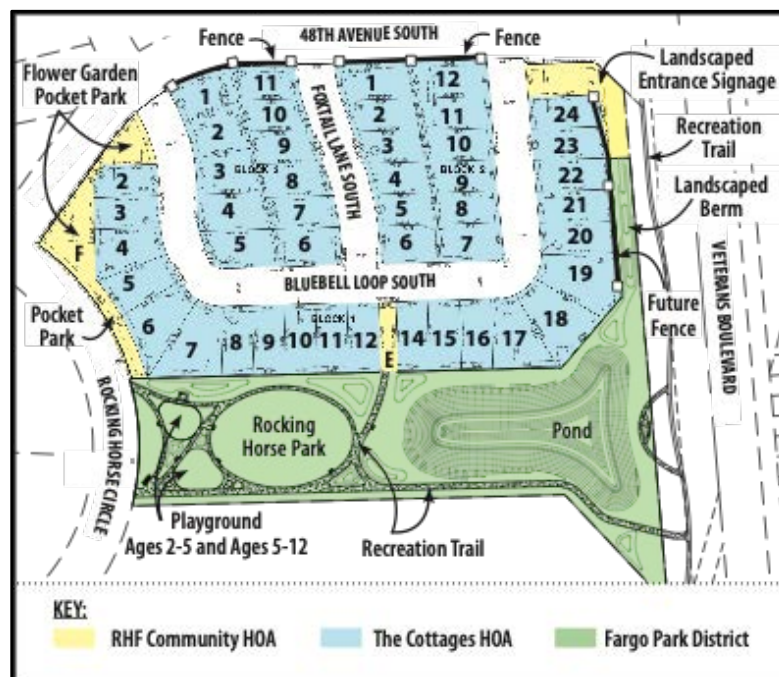 48TH AVENUE SOUTH
Fence
Fence
Landscaped
Entrance Signage
Flower Garden
Pocket Park
Recreation
Trail
Landscaped
Berm
1
2
3
BLOCK 3
4
5
11
10
9
8
7
6
FOXTAIL LANE SOUTH
1
2
3
4
5
6
12
11
10
BLOCK 2
9
8
7
24
23
22
21
20
19
18
2
3
4
5
6
7
F
BLUEBELL LOOP SOUTH
BLOCK 1
8
9
10
11
12
E
14
15
16
17
Pocket
Park
Future
Fence
VETERANS BOULEVARD
ROCKING HORSE CIRCLE
Rocking
Horse Park
Pond
Playground
Ages 2-5 and Ages 5-12
Recreation Trail
KEY:
RHF Community HOA
The Cottages HOA
Fargo Park District